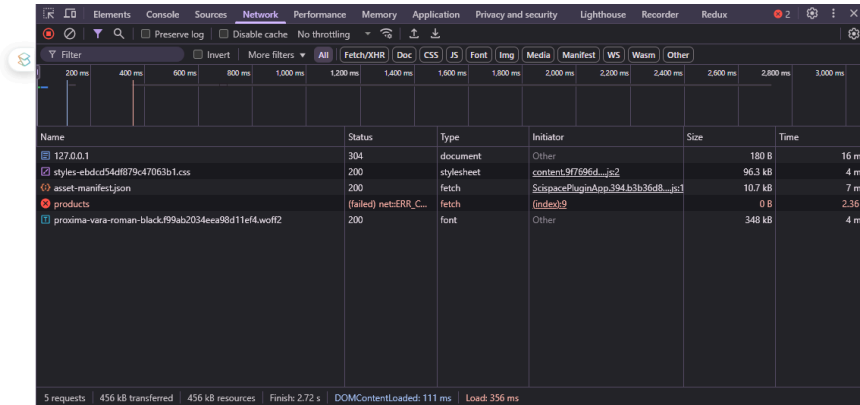 Elements Console Sources Network Performance Memory Application Privacy and security Lighthouse Recorder Redux 2
Preserve log Disable cache No throttling
Filter Invert More filters All Fetch/XHR Doc CSS JS Font Img Media Manifest WS Wasm Other
200 ms 400 ms 600 ms 800 ms 1,000 ms 1,200 ms 1,400 ms 1,600 ms 1,800 ms 2,000 ms 2,200 ms 2,400 ms 2,600 ms 2,800 ms 3,000 ms
Name Status Type Initiator Size Time
127.0.0.1 304 document Other 180 B 16 m
styles-ebdcd54df879c47063b1.css 200 stylesheet content.9f7696d....js:2 96.3 kB 4 m
asset-manifest.json 200 fetch ScispacePluginApp.394.b3b36d8....js:1 10.7 kB 7 m
products (failed) net::ERR_C... fetch (index):9 0 B 2.36
proxima-vara-roman-black.f99ab2034eea98d11ef4.woff2 200 font Other 348 kB 4 m
5 requests 456 kB transferred 456 kB resources Finish: 2.72 s DOMContentLoaded: 111 ms Load: 356 ms